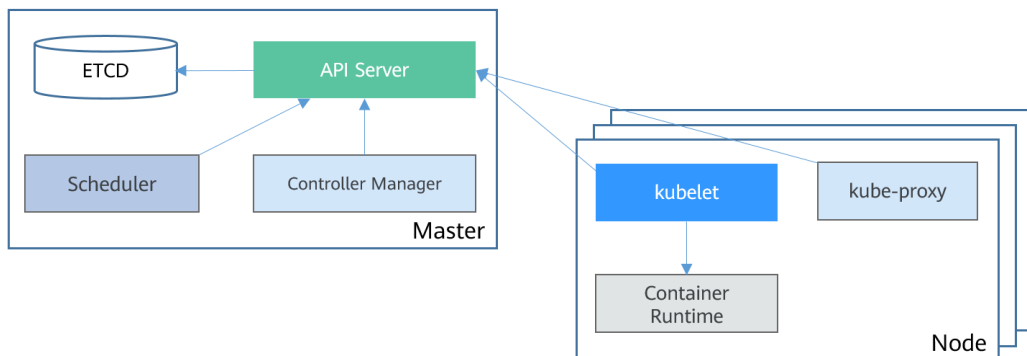 ETCD
API Server
Scheduler
Controller Manager
Master
kubelet
kube-proxy
Container
Runtime
Node